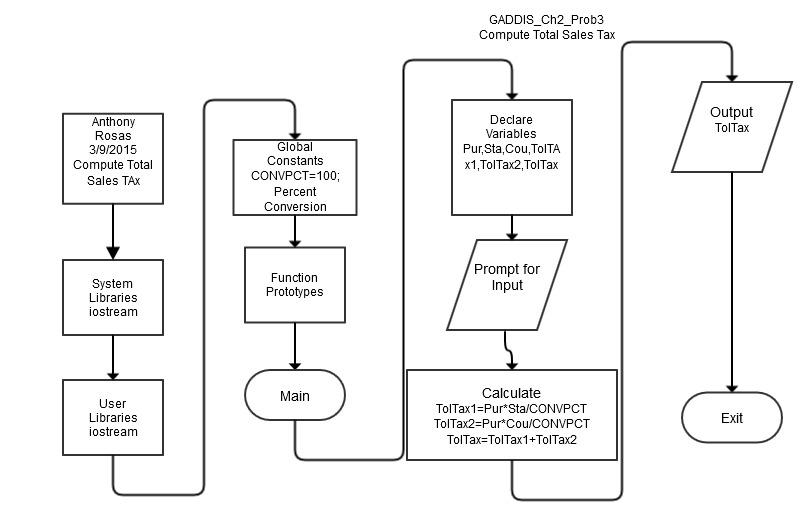 GADDIS_Ch2_Prob3
Compute Total Sales Tax
Anthony
Rosas
3/9/2015
Compute Total
Sales TAx
System
Libraries
iostream
User
Libraries
iostream
Global
Constants
CONVPCT=100;
Percent
Conversion
Function
Prototypes
Main
Declare
Variables
Pur,Sta,Cou,TolTA
x1,TolTax2,TolTax
Prompt for
Input
Calculate
TolTax1=Pur*Sta/CONVPCT
TolTax2=Pur*Cou/CONVPCT
TolTax=TolTax1+TolTax2
Output
TolTax
Exit